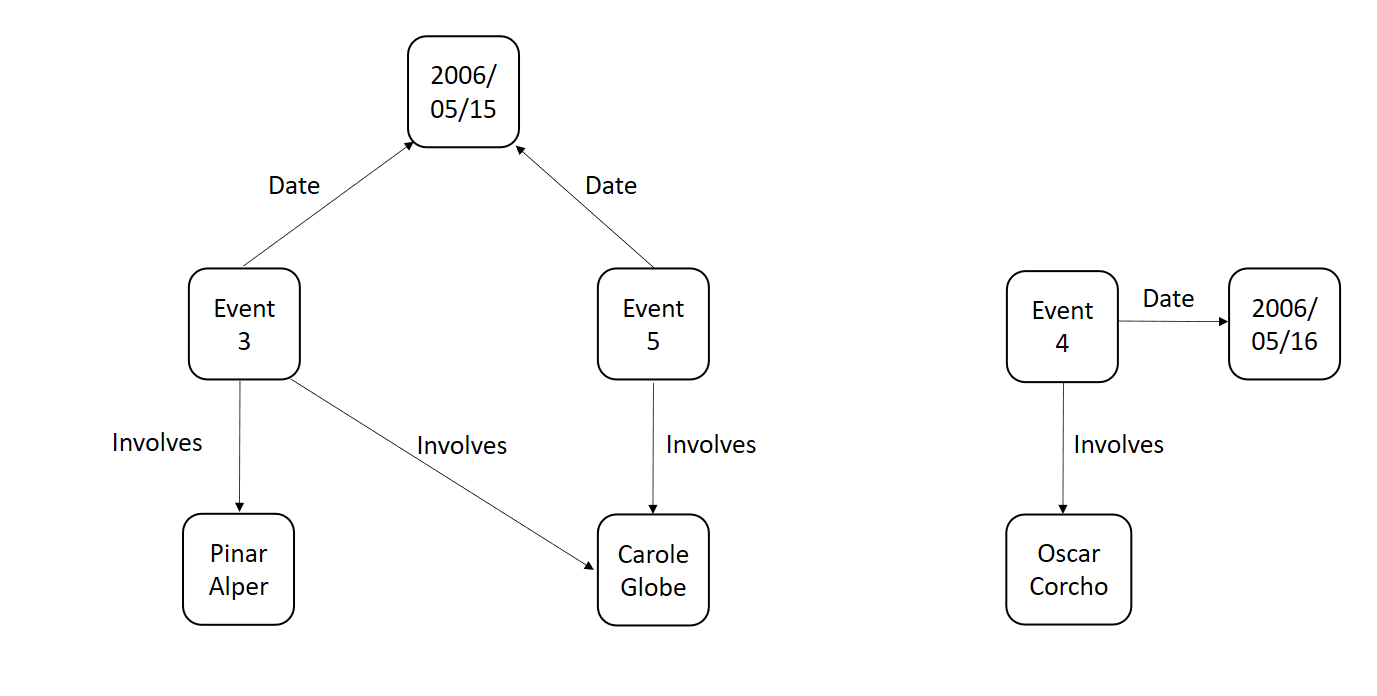 2006/
05/15
Date
Date
Event
3
Event
5
Event
4
Date
2006/
05/16
Involves
Involves
Involves
Involves
Pinar
Alper
Carole
Globe
Oscar
Corcho